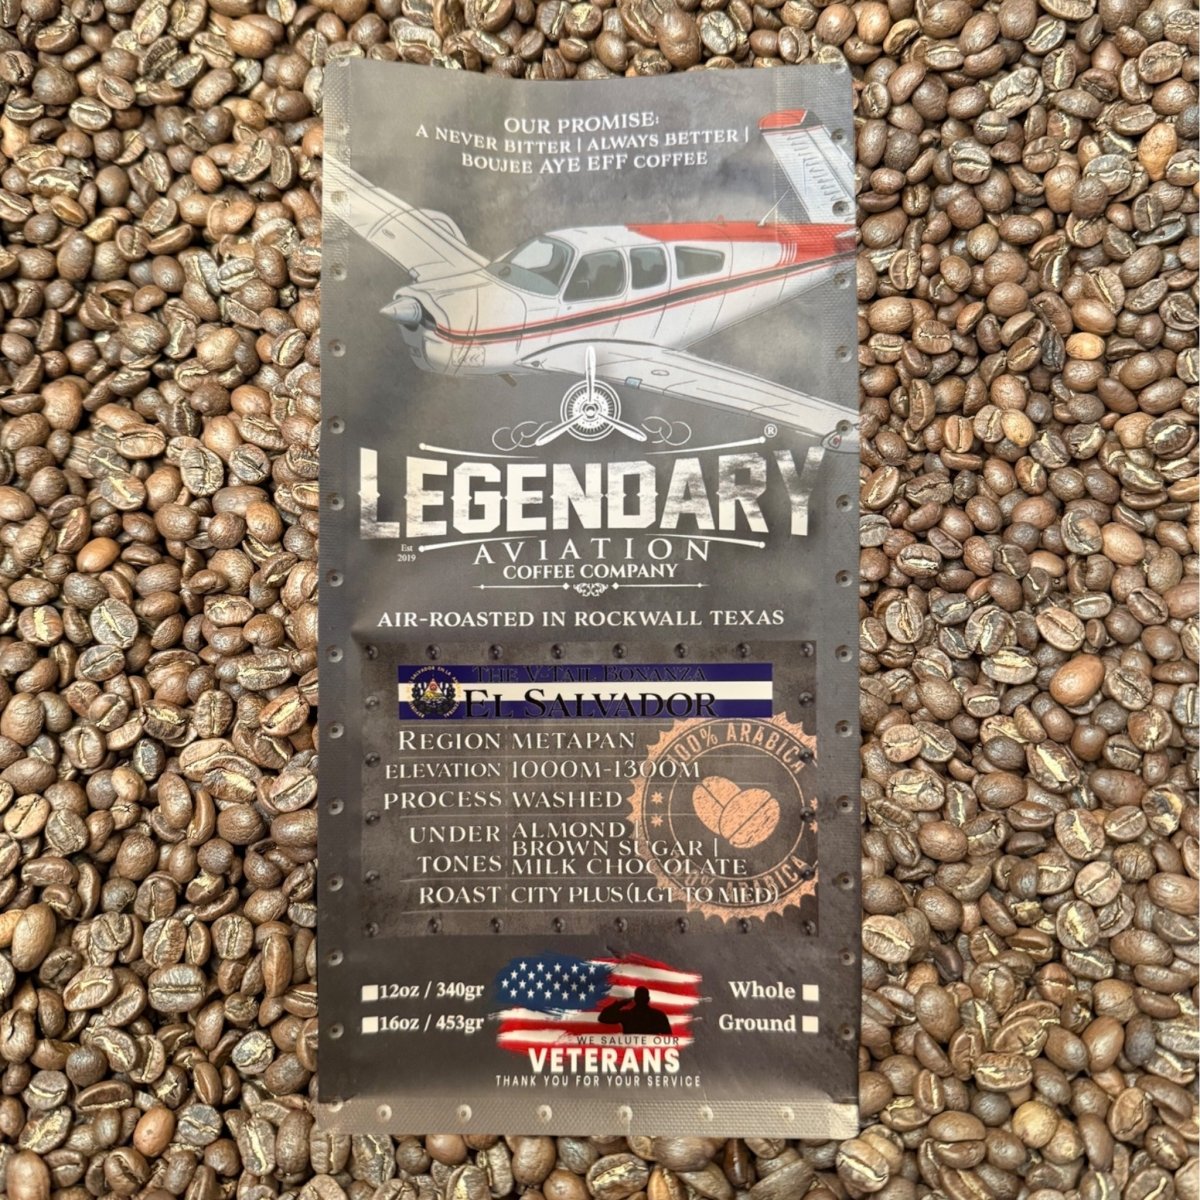 OUR PROMISE:
A NEVER BITTER | ALWAYS BETTER |
BOUJEE AYE EFF COFFEE
®
LEGENDARY
Est
2019
AVIATION
COFFEE COMPANY
AIR-ROASTED IN ROCKWALL TEXAS
THE V-TAIL BONANZA
EL SALVADOR
REGION METAPAN
ELEVATION 1000M-1300M
PROCESS WASHED
UNDER TONES ALMOND |
BROWN SUGAR |
MILK CHOCOLATE
ROAST CITY PLUS (LGT TO MED)
100% ARABICA
12oz / 340gr
16oz / 453gr
Whole
Ground
WE SALUTE OUR
VETERANS
THANK YOU FOR YOUR SERVICE